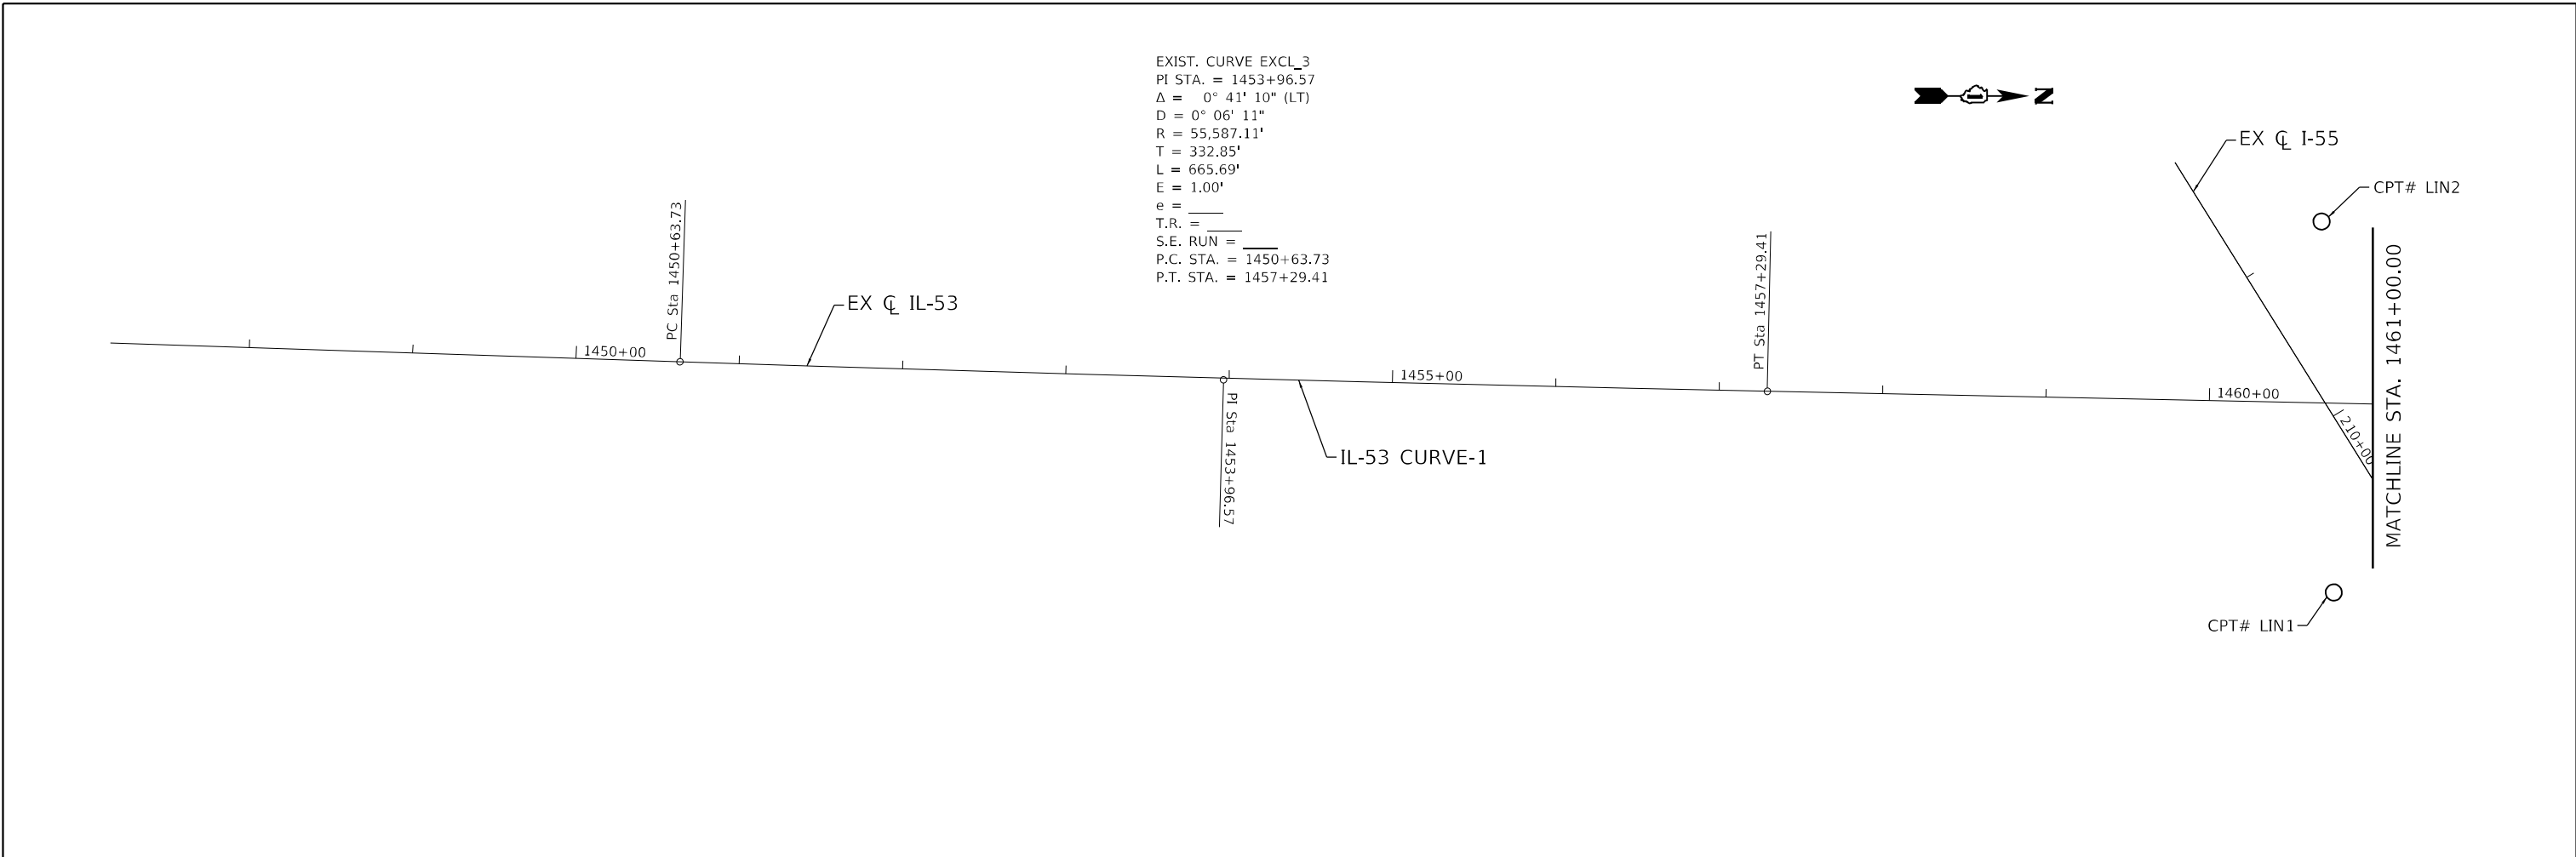 EXIST. CURVE EXCL_3
PI STA. = 1453+96.57
Δ = 0° 41' 10" (LT)
D = 0° 06' 11"
R = 55,587.11'
T = 332.85'
L = 665.69'
E = 1.00'
e = ____
T.R. = ____
S.E. RUN = ____
P.C. STA. = 1450+63.73
P.T. STA. = 1457+29.41
N
EX ℄ I-55
CPT# LIN2
PC Sta 1450+63.73
EX ℄ IL-53
PT Sta 1457+29.41
1450+00
1455+00
1460+00
210+00
PI Sta 1453+96.57
IL-53 CURVE-1
MATCHLINE STA. 1461+00.00
CPT# LIN1